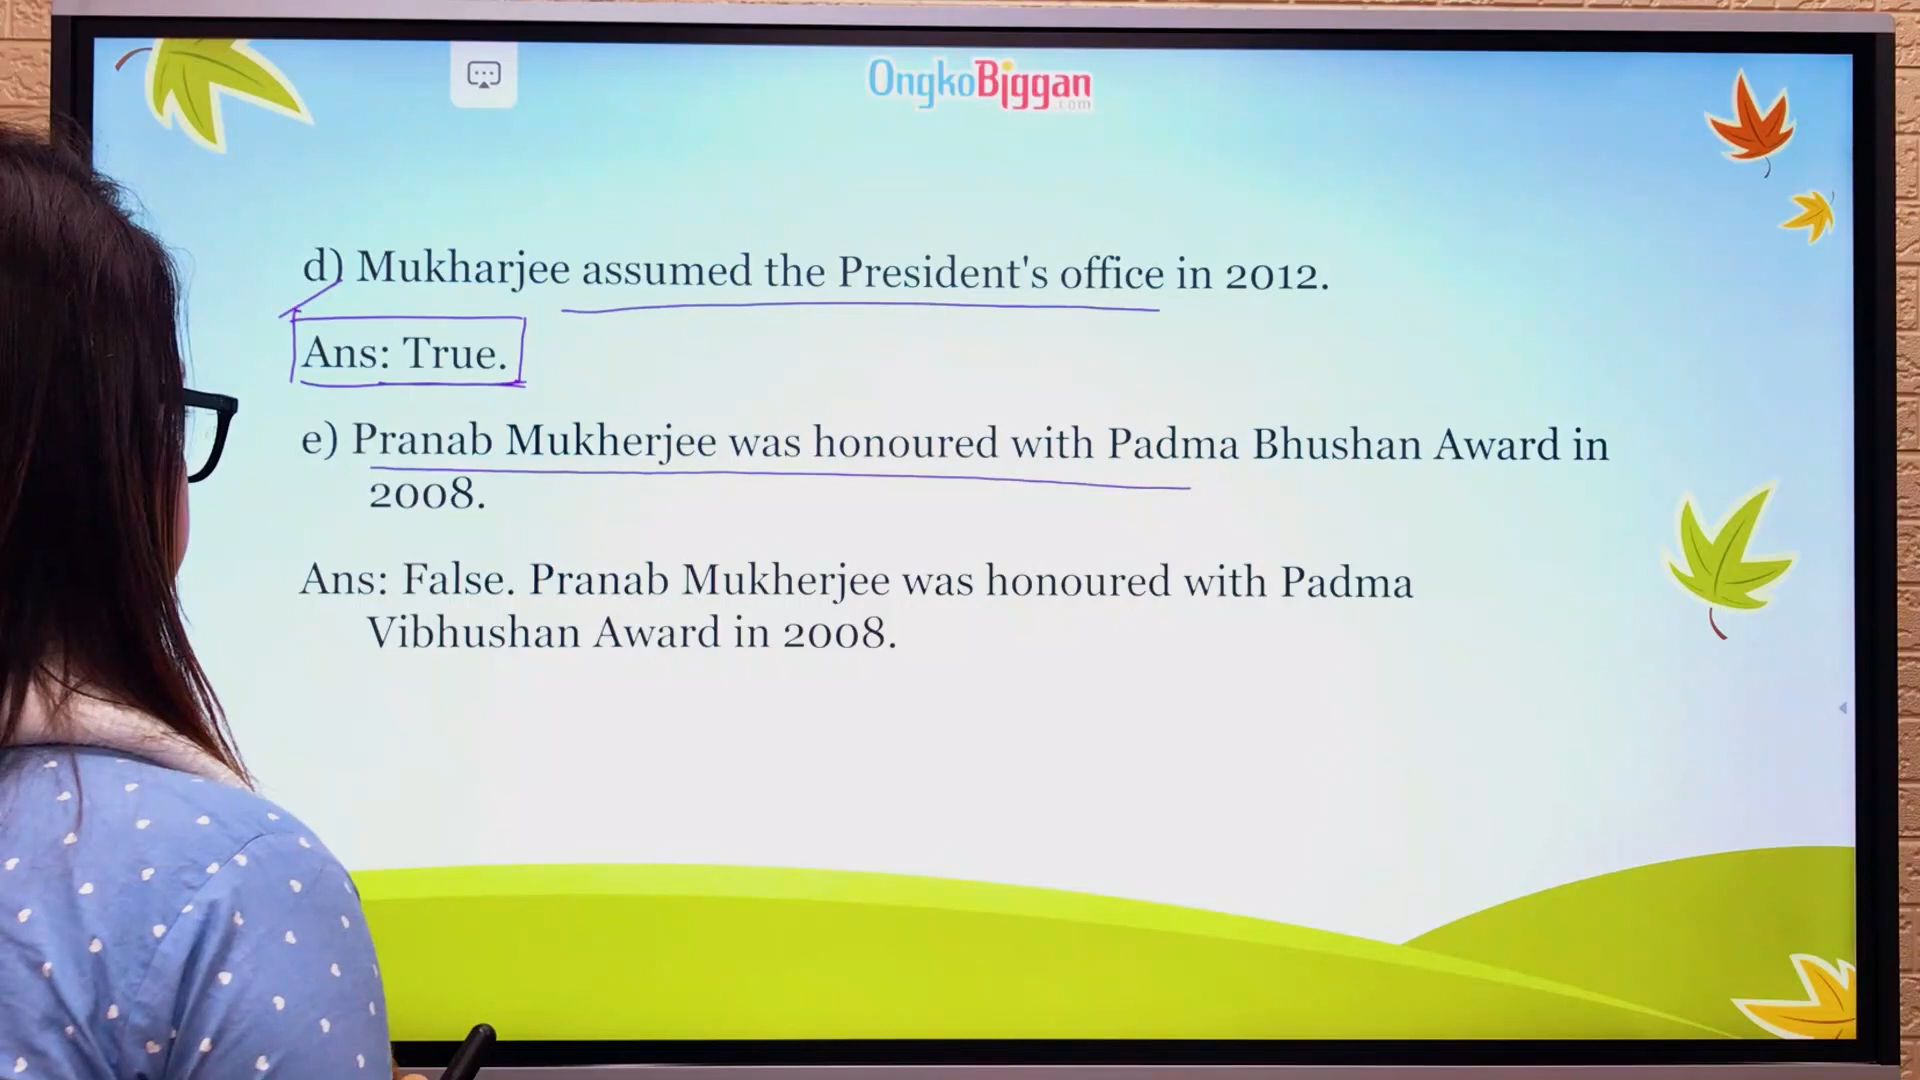 OngkoBiggan
.com
d) Mukharjee assumed the President's office in 2012.
Ans: True.
e) Pranab Mukherjee was honoured with Padma Bhushan Award in
2008.
Ans: False. Pranab Mukherjee was honoured with Padma
Vibhushan Award in 2008.